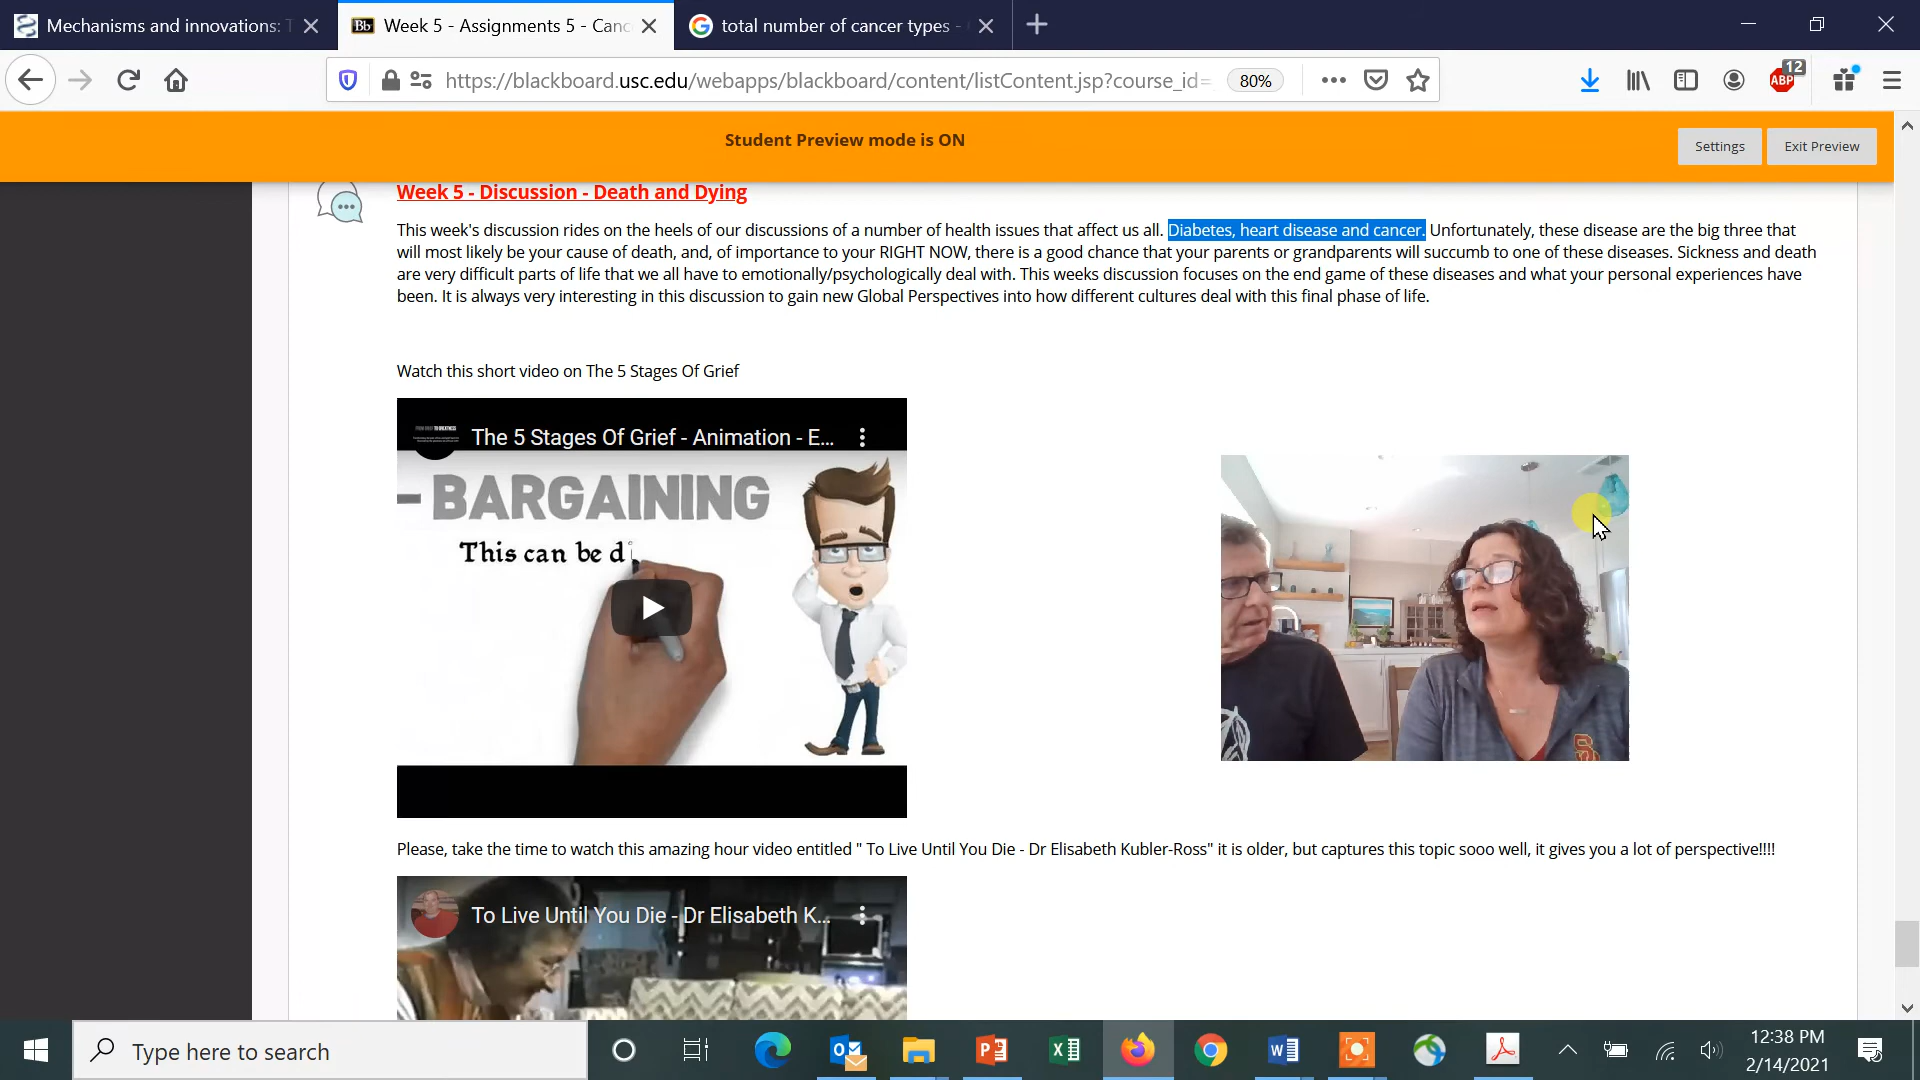 Mechanisms and innovations: T
Bb Week 5 - Assignments 5 - Canc
total number of cancer types -
https://blackboard.usc.edu/webapps/blackboard/content/listContent.jsp?course_id=
80%
ABP
12
Student Preview mode is ON
Settings
Exit Preview
Week 5 - Discussion - Death and Dying
This week's discussion rides on the heels of our discussions of a number of health issues that affect us all. Diabetes, heart disease and cancer. Unfortunately, these disease are the big three that
will most likely be your cause of death, and, of importance to your RIGHT NOW, there is a good chance that your parents or grandparents will succumb to one of these diseases. Sickness and death
are very difficult parts of life that we all have to emotionally/psychologically deal with. This weeks discussion focuses on the end game of these diseases and what your personal experiences have
been. It is always very interesting in this discussion to gain new Global Perspectives into how different cultures deal with this final phase of life.
Watch this short video on The 5 Stages Of Grief
The 5 Stages Of Grief - Animation - E...
- BARGAINING
This can be di
Please, take the time to watch this amazing hour video entitled " To Live Until You Die - Dr Elisabeth Kubler-Ross" it is older, but captures this topic sooo well, it gives you a lot of perspective!!!!
To Live Until You Die - Dr Elisabeth K...
Type here to search
12:38 PM
2/14/2021